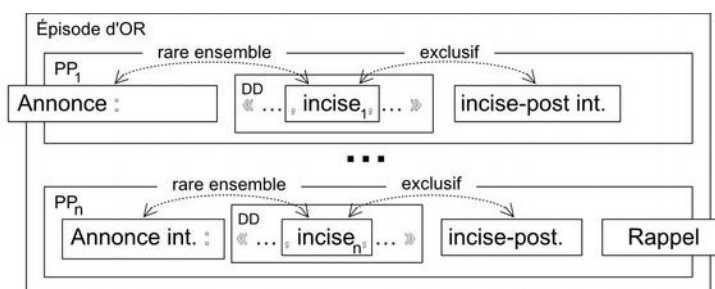 Épisode d'OR
rare ensemble exclusif
PP1
DD
Annonce : « ... , incise1, ... » incise-post int.
...
rare ensemble exclusif
PPn
DD
Annonce int. : « ... , incisen, ... » incise-post. Rappel